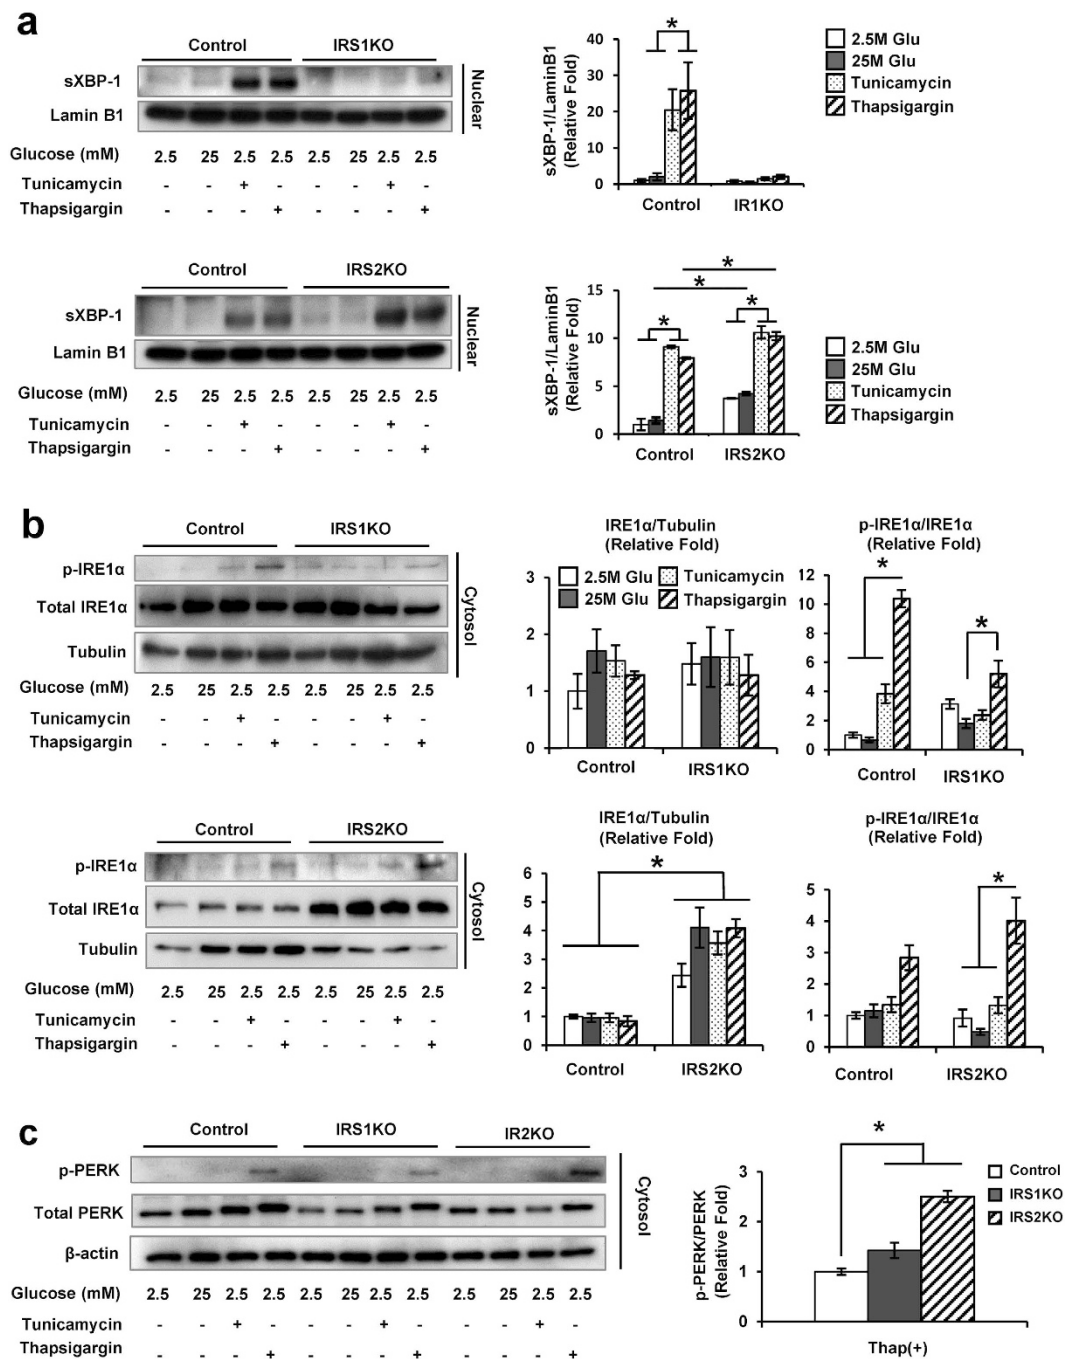 a
Control IRS1KO
sXBP-1
Lamin B1
Nuclear
Glucose (mM) 2.5 25 2.5 2.5 2.5 25 2.5 2.5
Tunicamycin - - + - - - + -
Thapsigargin - - - + - - - +
sXBP-1/LaminB1
(Relative Fold)
40
30
20
10
0
*
Control IR1KO
2.5M Glu
25M Glu
Tunicamycin
Thapsigargin
Control IRS2KO
sXBP-1
Lamin B1
Nuclear
Glucose (mM) 2.5 25 2.5 2.5 2.5 25 2.5 2.5
Tunicamycin - - + - - - + -
Thapsigargin - - - + - - - +
sXBP-1/LaminB1
(Relative Fold)
15
10
5
0
*
*
* *
Control IRS2KO
2.5M Glu
25M Glu
Tunicamycin
Thapsigargin
b
Control IRS1KO
p-IRE1α
Total IRE1α
Tubulin
Cytosol
Glucose (mM) 2.5 25 2.5 2.5 2.5 25 2.5 2.5
Tunicamycin - - + - - - + -
Thapsigargin - - - + - - - +
IRE1α/Tubulin
(Relative Fold)
3
2
1
0
2.5M Glu Tunicamycin
25M Glu Thapsigargin
Control IRS1KO
p-IRE1α/IRE1α
(Relative Fold)
12
10
8
6
4
2
0
* *
Control IRS1KO
Control IRS2KO
p-IRE1α
Total IRE1α
Tubulin
Cytosol
Glucose (mM) 2.5 25 2.5 2.5 2.5 25 2.5 2.5
Tunicamycin - - + - - - + -
Thapsigargin - - - + - - - +
IRE1α/Tubulin
(Relative Fold)
6
5
4
3
2
1
0
*
Control IRS2KO
p-IRE1α/IRE1α
(Relative Fold)
5
4
3
2
1
0
*
Control IRS2KO
c
Control IRS1KO IR2KO
p-PERK
Total PERK
β-actin
Cytosol
Glucose (mM) 2.5 25 2.5 2.5 2.5 25 2.5 2.5 2.5 25 2.5 2.5
Tunicamycin - - + - - - + - - - + -
Thapsigargin - - - + - - - + - - - +
p-PERK/PERK
(Relative Fold)
3
2
1
0
*
Thap(+)
Control
IRS1KO
IRS2KO